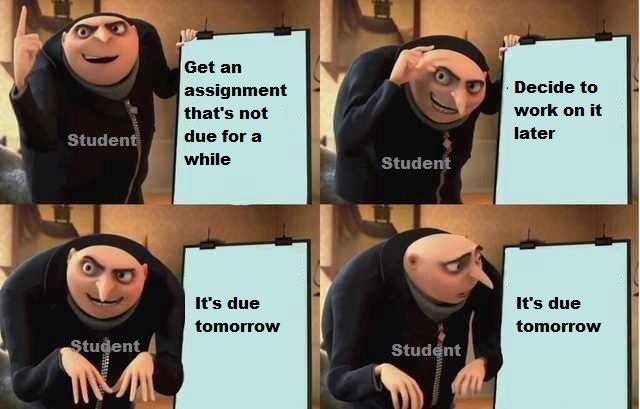 Get an
assignment
that's not
due for a
while
Student
Decide to
work on it
later
Student
It's due
tomorrow
Student
It's due
tomorrow
Student